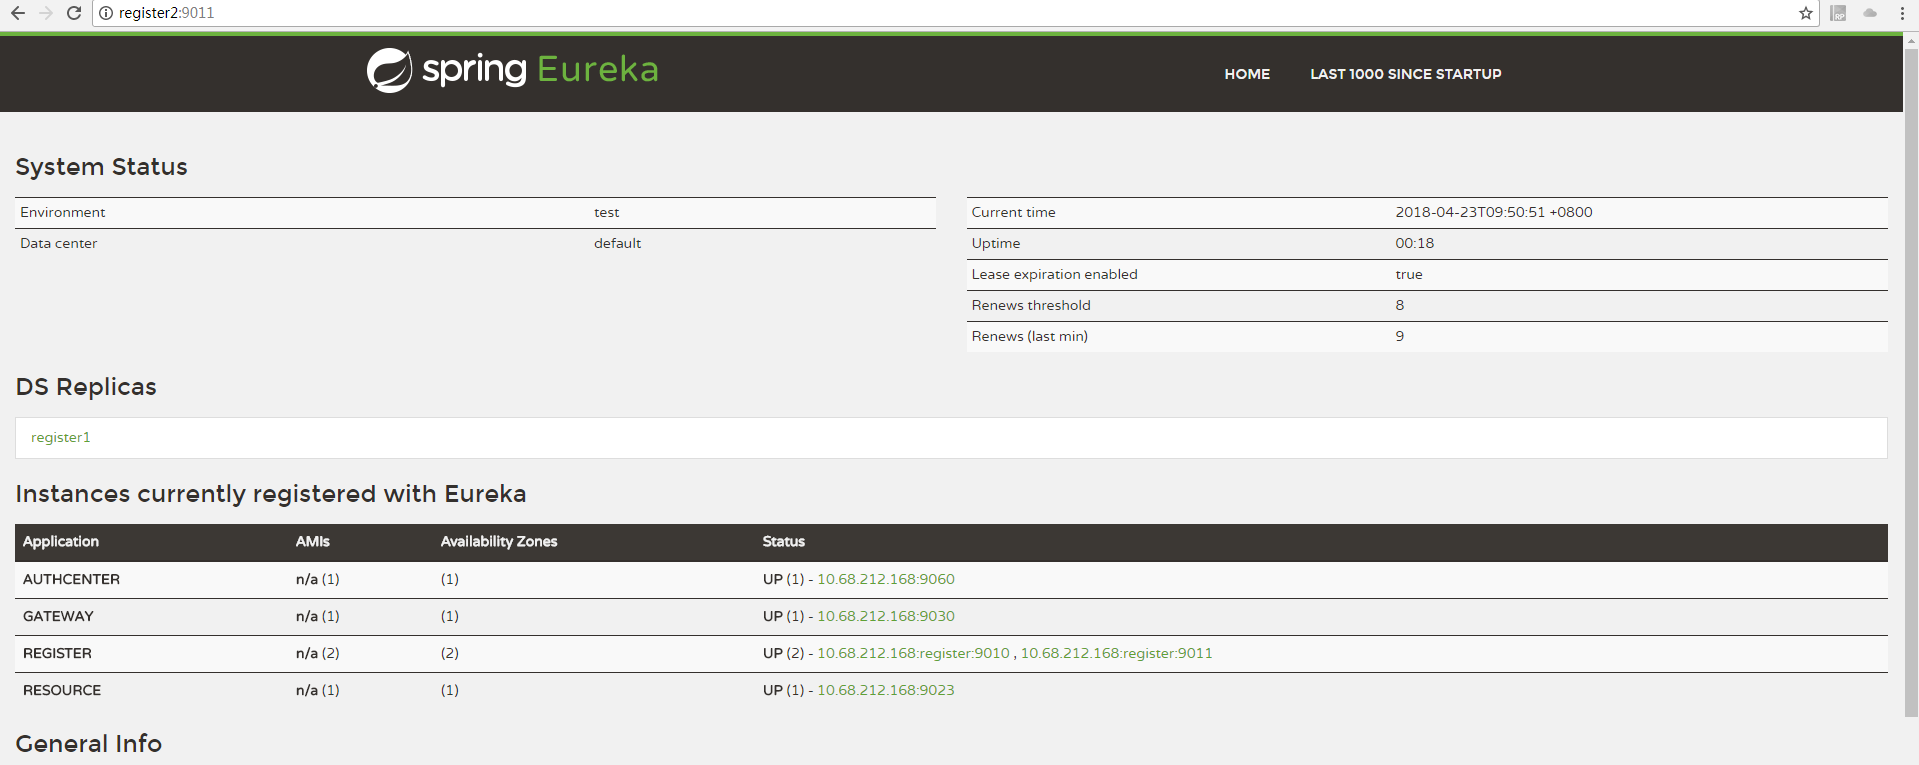 register2:9011
spring Eureka
HOME LAST 1000 SINCE STARTUP
System Status
Environment test
Data center default
Current time 2018-04-23T09:50:51 +0800
Uptime 00:18
Lease expiration enabled true
Renews threshold 8
Renews (last min) 9
DS Replicas
register1
Instances currently registered with Eureka
Application AMIs Availability Zones Status
AUTHCENTER n/a (1) (1) UP (1) - 10.68.212.168:9060
GATEWAY n/a (1) (1) UP (1) - 10.68.212.168:9030
REGISTER n/a (2) (2) UP (2) - 10.68.212.168:register:9010 , 10.68.212.168:register:9011
RESOURCE n/a (1) (1) UP (1) - 10.68.212.168:9023
General Info